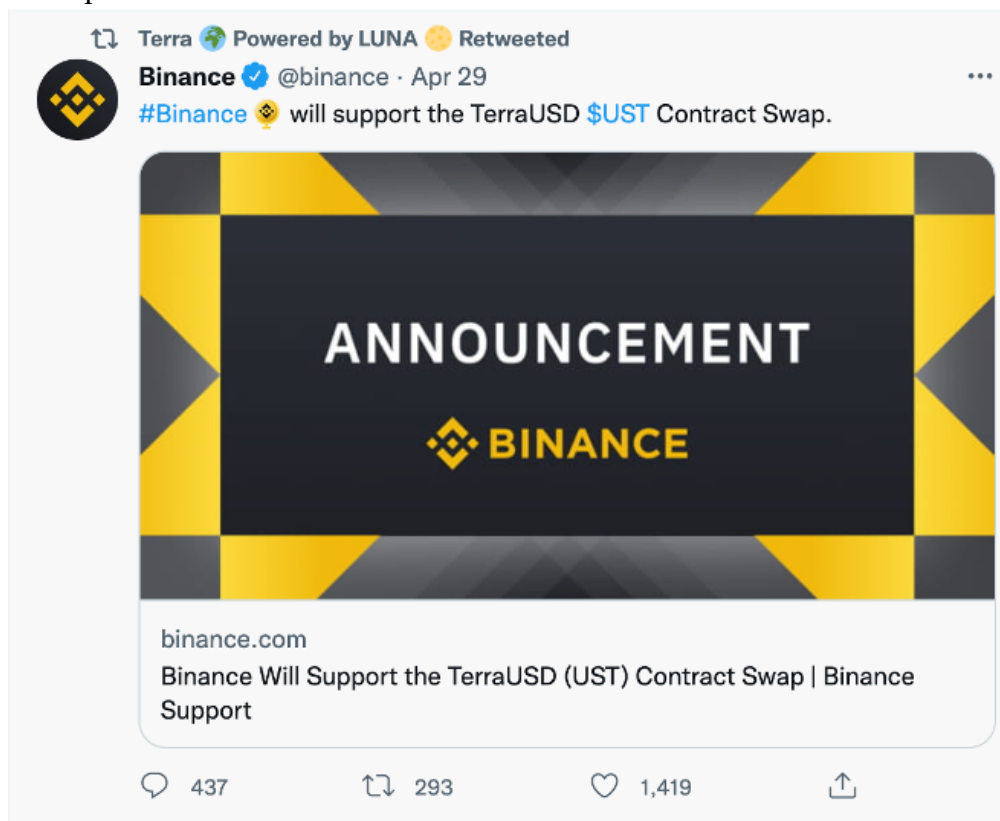 Terra 🌍 Powered by LUNA 🌕 Retweeted
Binance @binance · Apr 29
#Binance will support the TerraUSD $UST Contract Swap.
ANNOUNCEMENT
BINANCE
binance.com
Binance Will Support the TerraUSD (UST) Contract Swap | Binance
Support
437 293 1,419